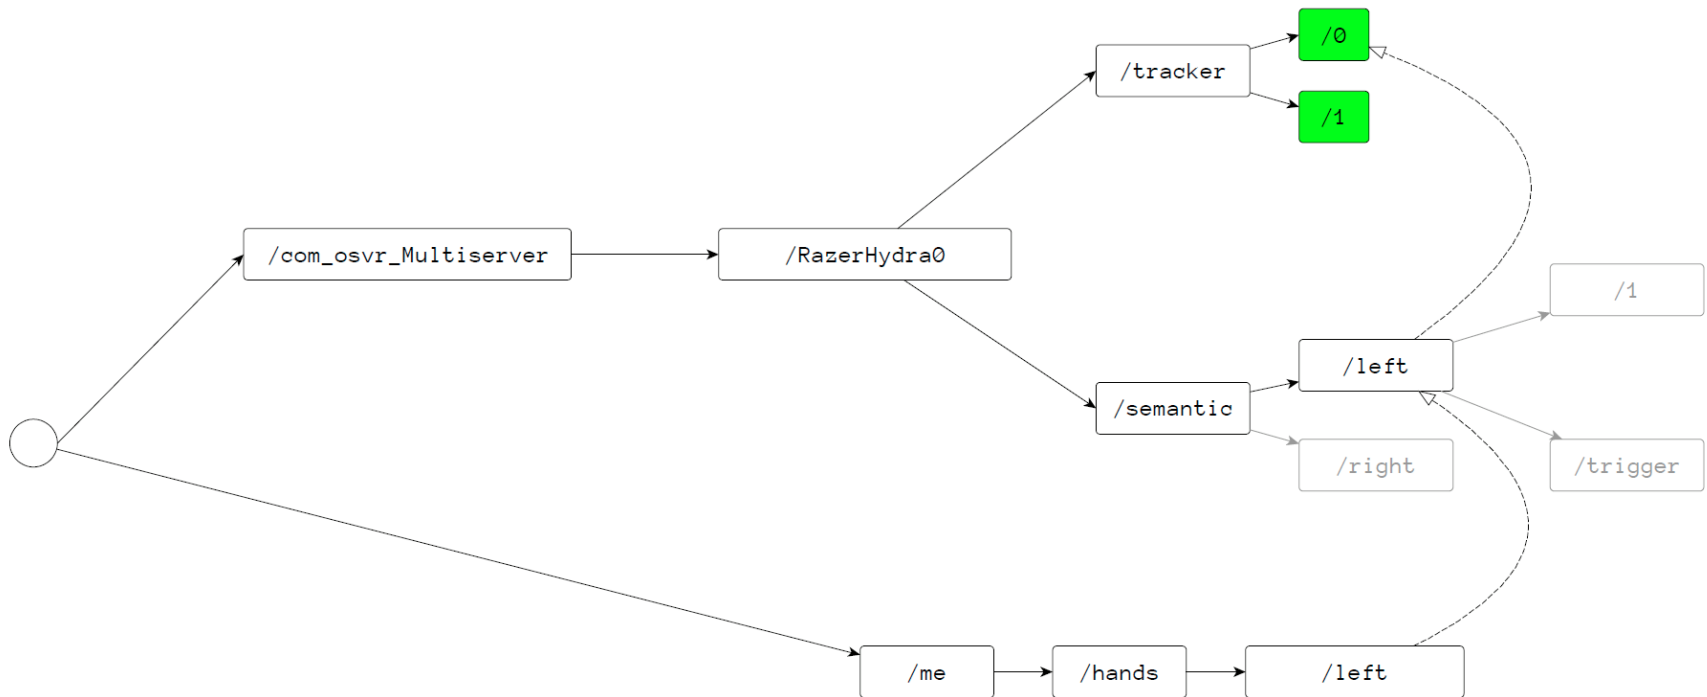 /0
/tracker
/1
/com_osvr_Multiserver
/RazerHydra0
/1
/left
/semantic
/right
/trigger
/me
/hands
/left